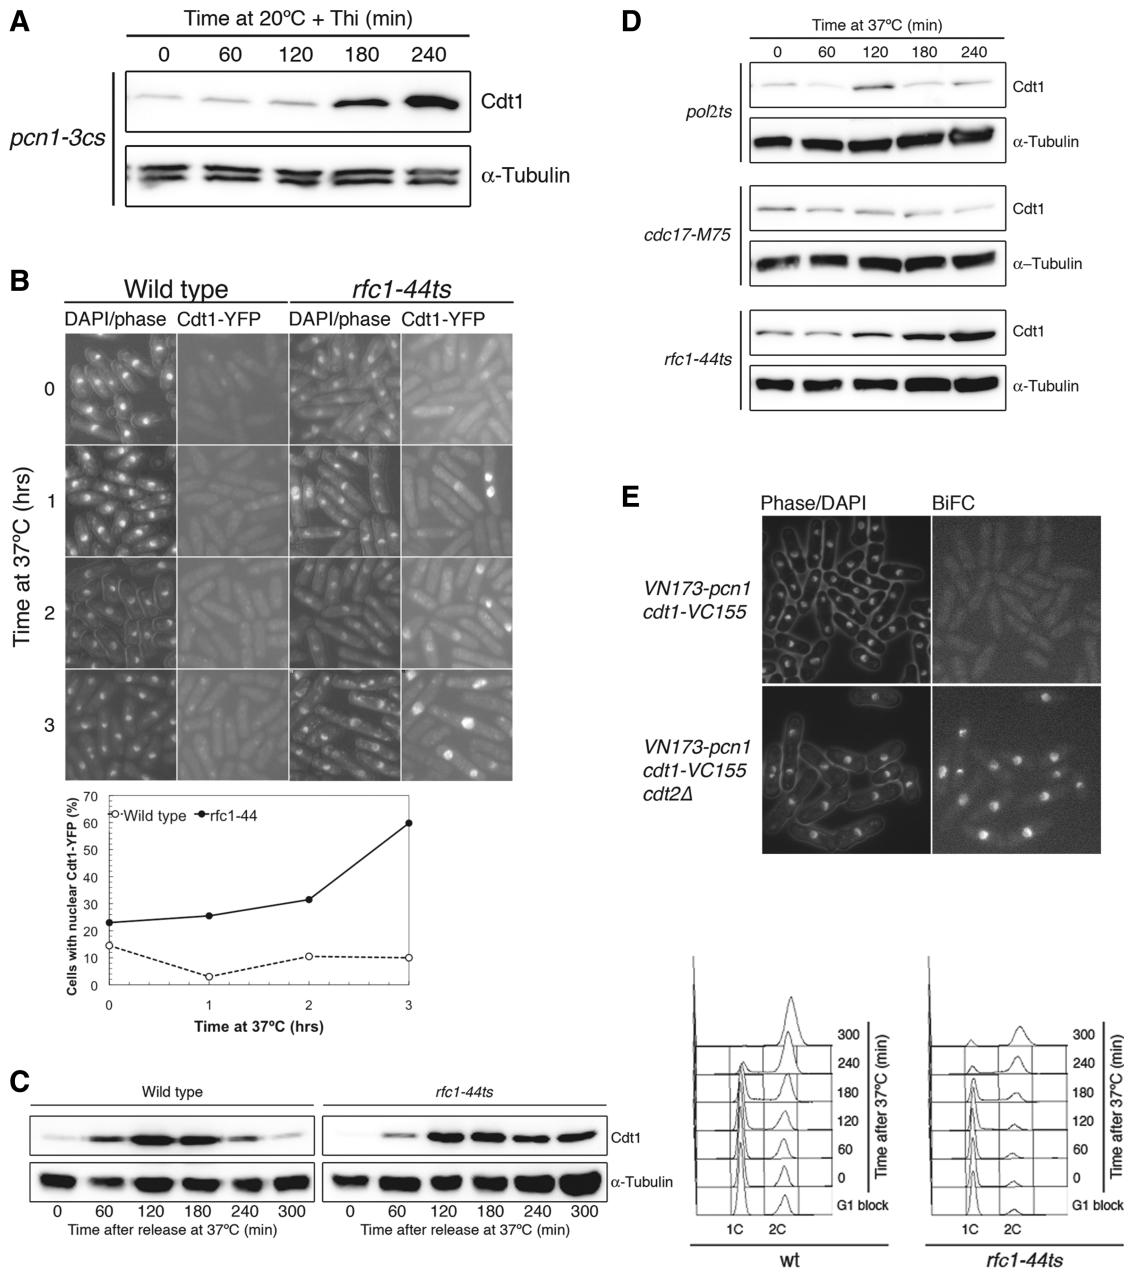 A
Time at 20ºC + Thi (min)
0 60 120 180 240
pcn1-3cs
Cdt1
α-Tubulin
B
Wild type rfc1-44ts
DAPI/phase Cdt1-YFP DAPI/phase Cdt1-YFP
Time at 37ºC (hrs)
0
1
2
3
Cells with nuclear Cdt1-YFP (%)
70
60
50
40
30
20
10
0
Wild type rfc1-44
0 1 2 3
Time at 37ºC (hrs)
C
Wild type rfc1-44ts
Cdt1
α-Tubulin
0 60 120 180 240 300 0 60 120 180 240 300
Time after release at 37ºC (min) Time after release at 37ºC (min)
D
Time at 37ºC (min)
0 60 120 180 240
pol2ts
Cdt1
α-Tubulin
cdc17-M75
Cdt1
α–Tubulin
rfc1-44ts
Cdt1
α-Tubulin
E
Phase/DAPI BiFC
VN173-pcn1
cdt1-VC155
VN173-pcn1
cdt1-VC155
cdt2Δ
300
240
180
120
60
0
G1 block
Time after 37ºC (min)
1C 2C
wt
300
240
180
120
60
0
G1 block
Time after 37ºC (min)
1C 2C
rfc1-44ts